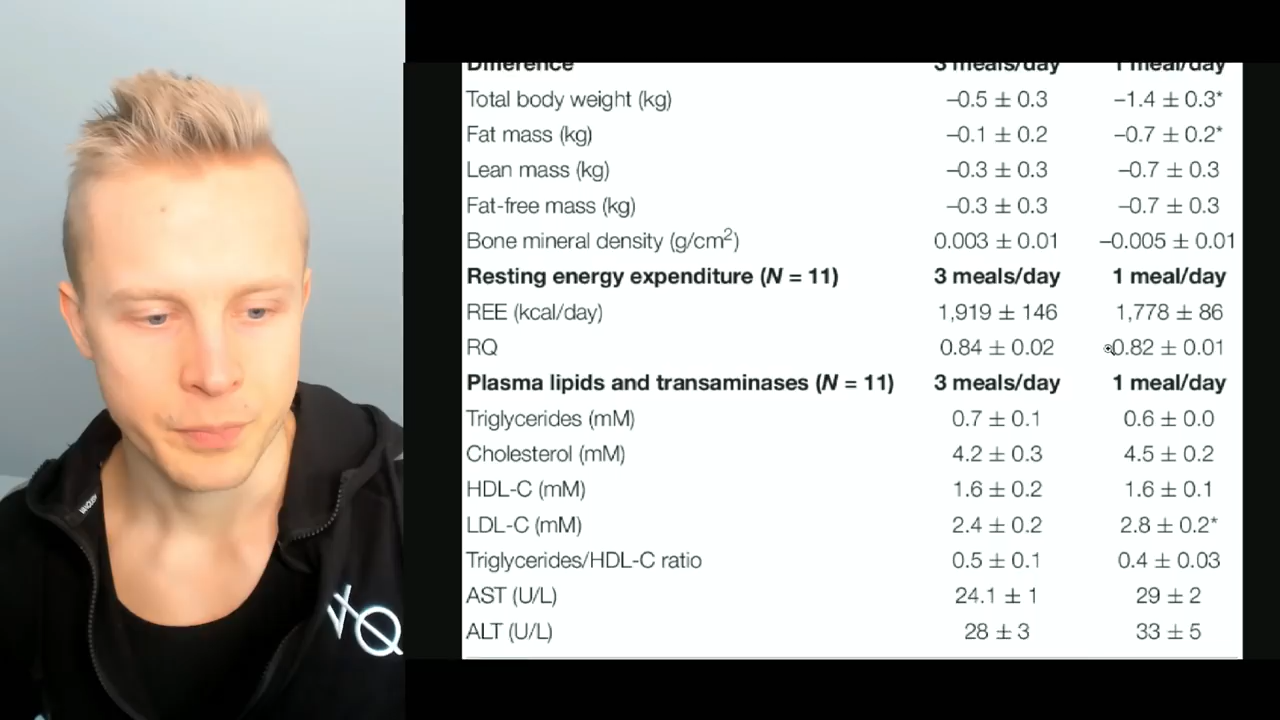 Difference 3 meals/day 1 meal/day
Total body weight (kg) –0.5 ± 0.3 –1.4 ± 0.3*
Fat mass (kg) –0.1 ± 0.2 –0.7 ± 0.2*
Lean mass (kg) –0.3 ± 0.3 –0.7 ± 0.3
Fat-free mass (kg) –0.3 ± 0.3 –0.7 ± 0.3
Bone mineral density (g/cm²) 0.003 ± 0.01 –0.005 ± 0.01
Resting energy expenditure (N = 11) 3 meals/day 1 meal/day
REE (kcal/day) 1,919 ± 146 1,778 ± 86
RQ 0.84 ± 0.02 0.82 ± 0.01
Plasma lipids and transaminases (N = 11) 3 meals/day 1 meal/day
Triglycerides (mM) 0.7 ± 0.1 0.6 ± 0.0
Cholesterol (mM) 4.2 ± 0.3 4.5 ± 0.2
HDL-C (mM) 1.6 ± 0.2 1.6 ± 0.1
LDL-C (mM) 2.4 ± 0.2 2.8 ± 0.2*
Triglycerides/HDL-C ratio 0.5 ± 0.1 0.4 ± 0.03
AST (U/L) 24.1 ± 1 29 ± 2
ALT (U/L) 28 ± 3 33 ± 5